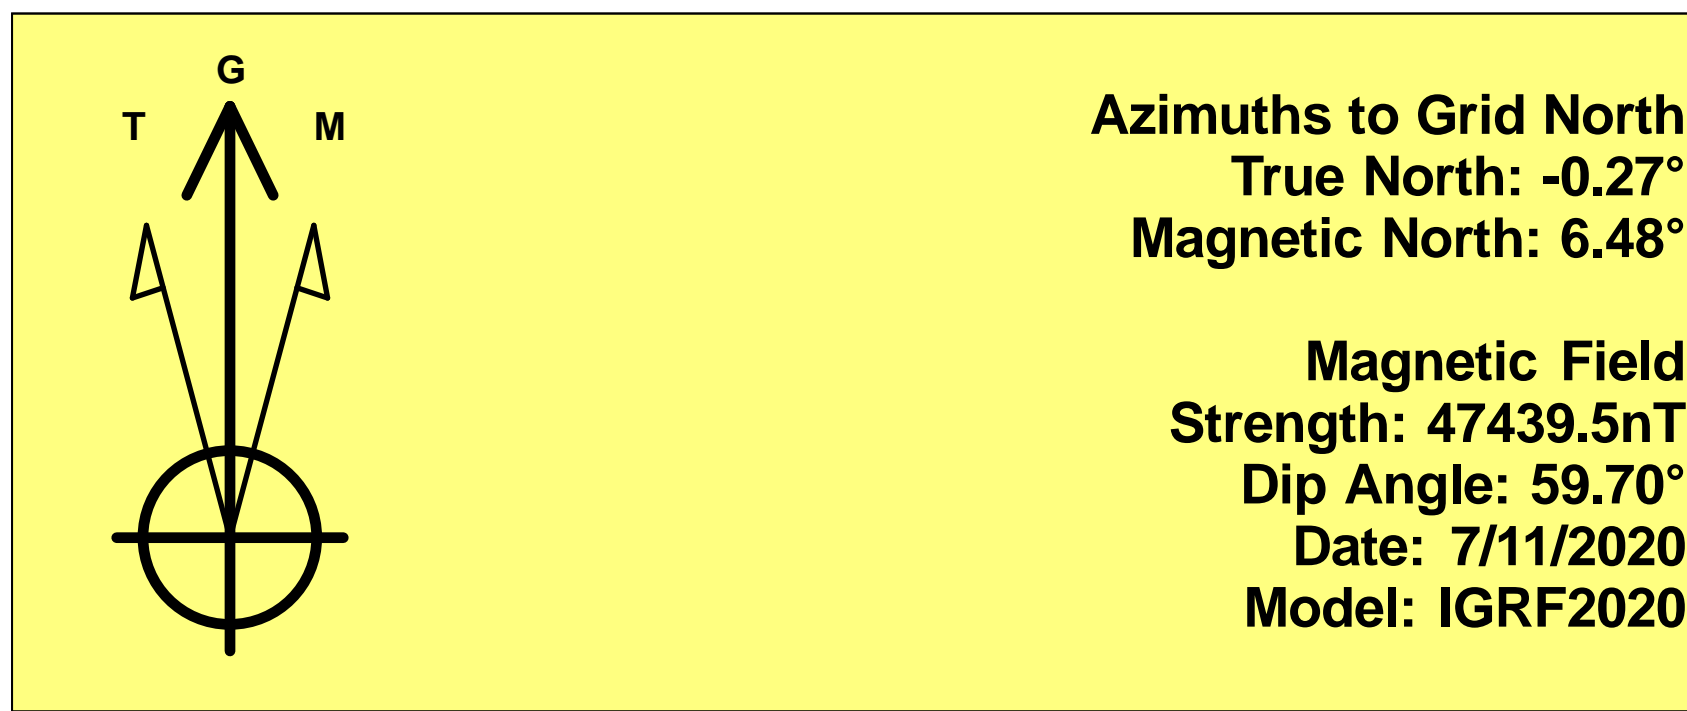 G
T M
Azimuths to Grid North
True North: -0.27°
Magnetic North: 6.48°
Magnetic Field
Strength: 47439.5nT
Dip Angle: 59.70°
Date: 7/11/2020
Model: IGRF2020